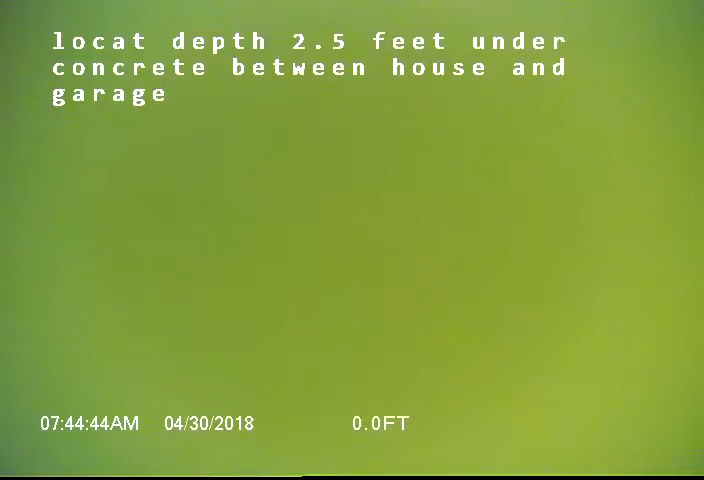 locat depth 2.5 feet under
concrete between house and
garage
07:44:44AM 04/30/2018 0.0FT